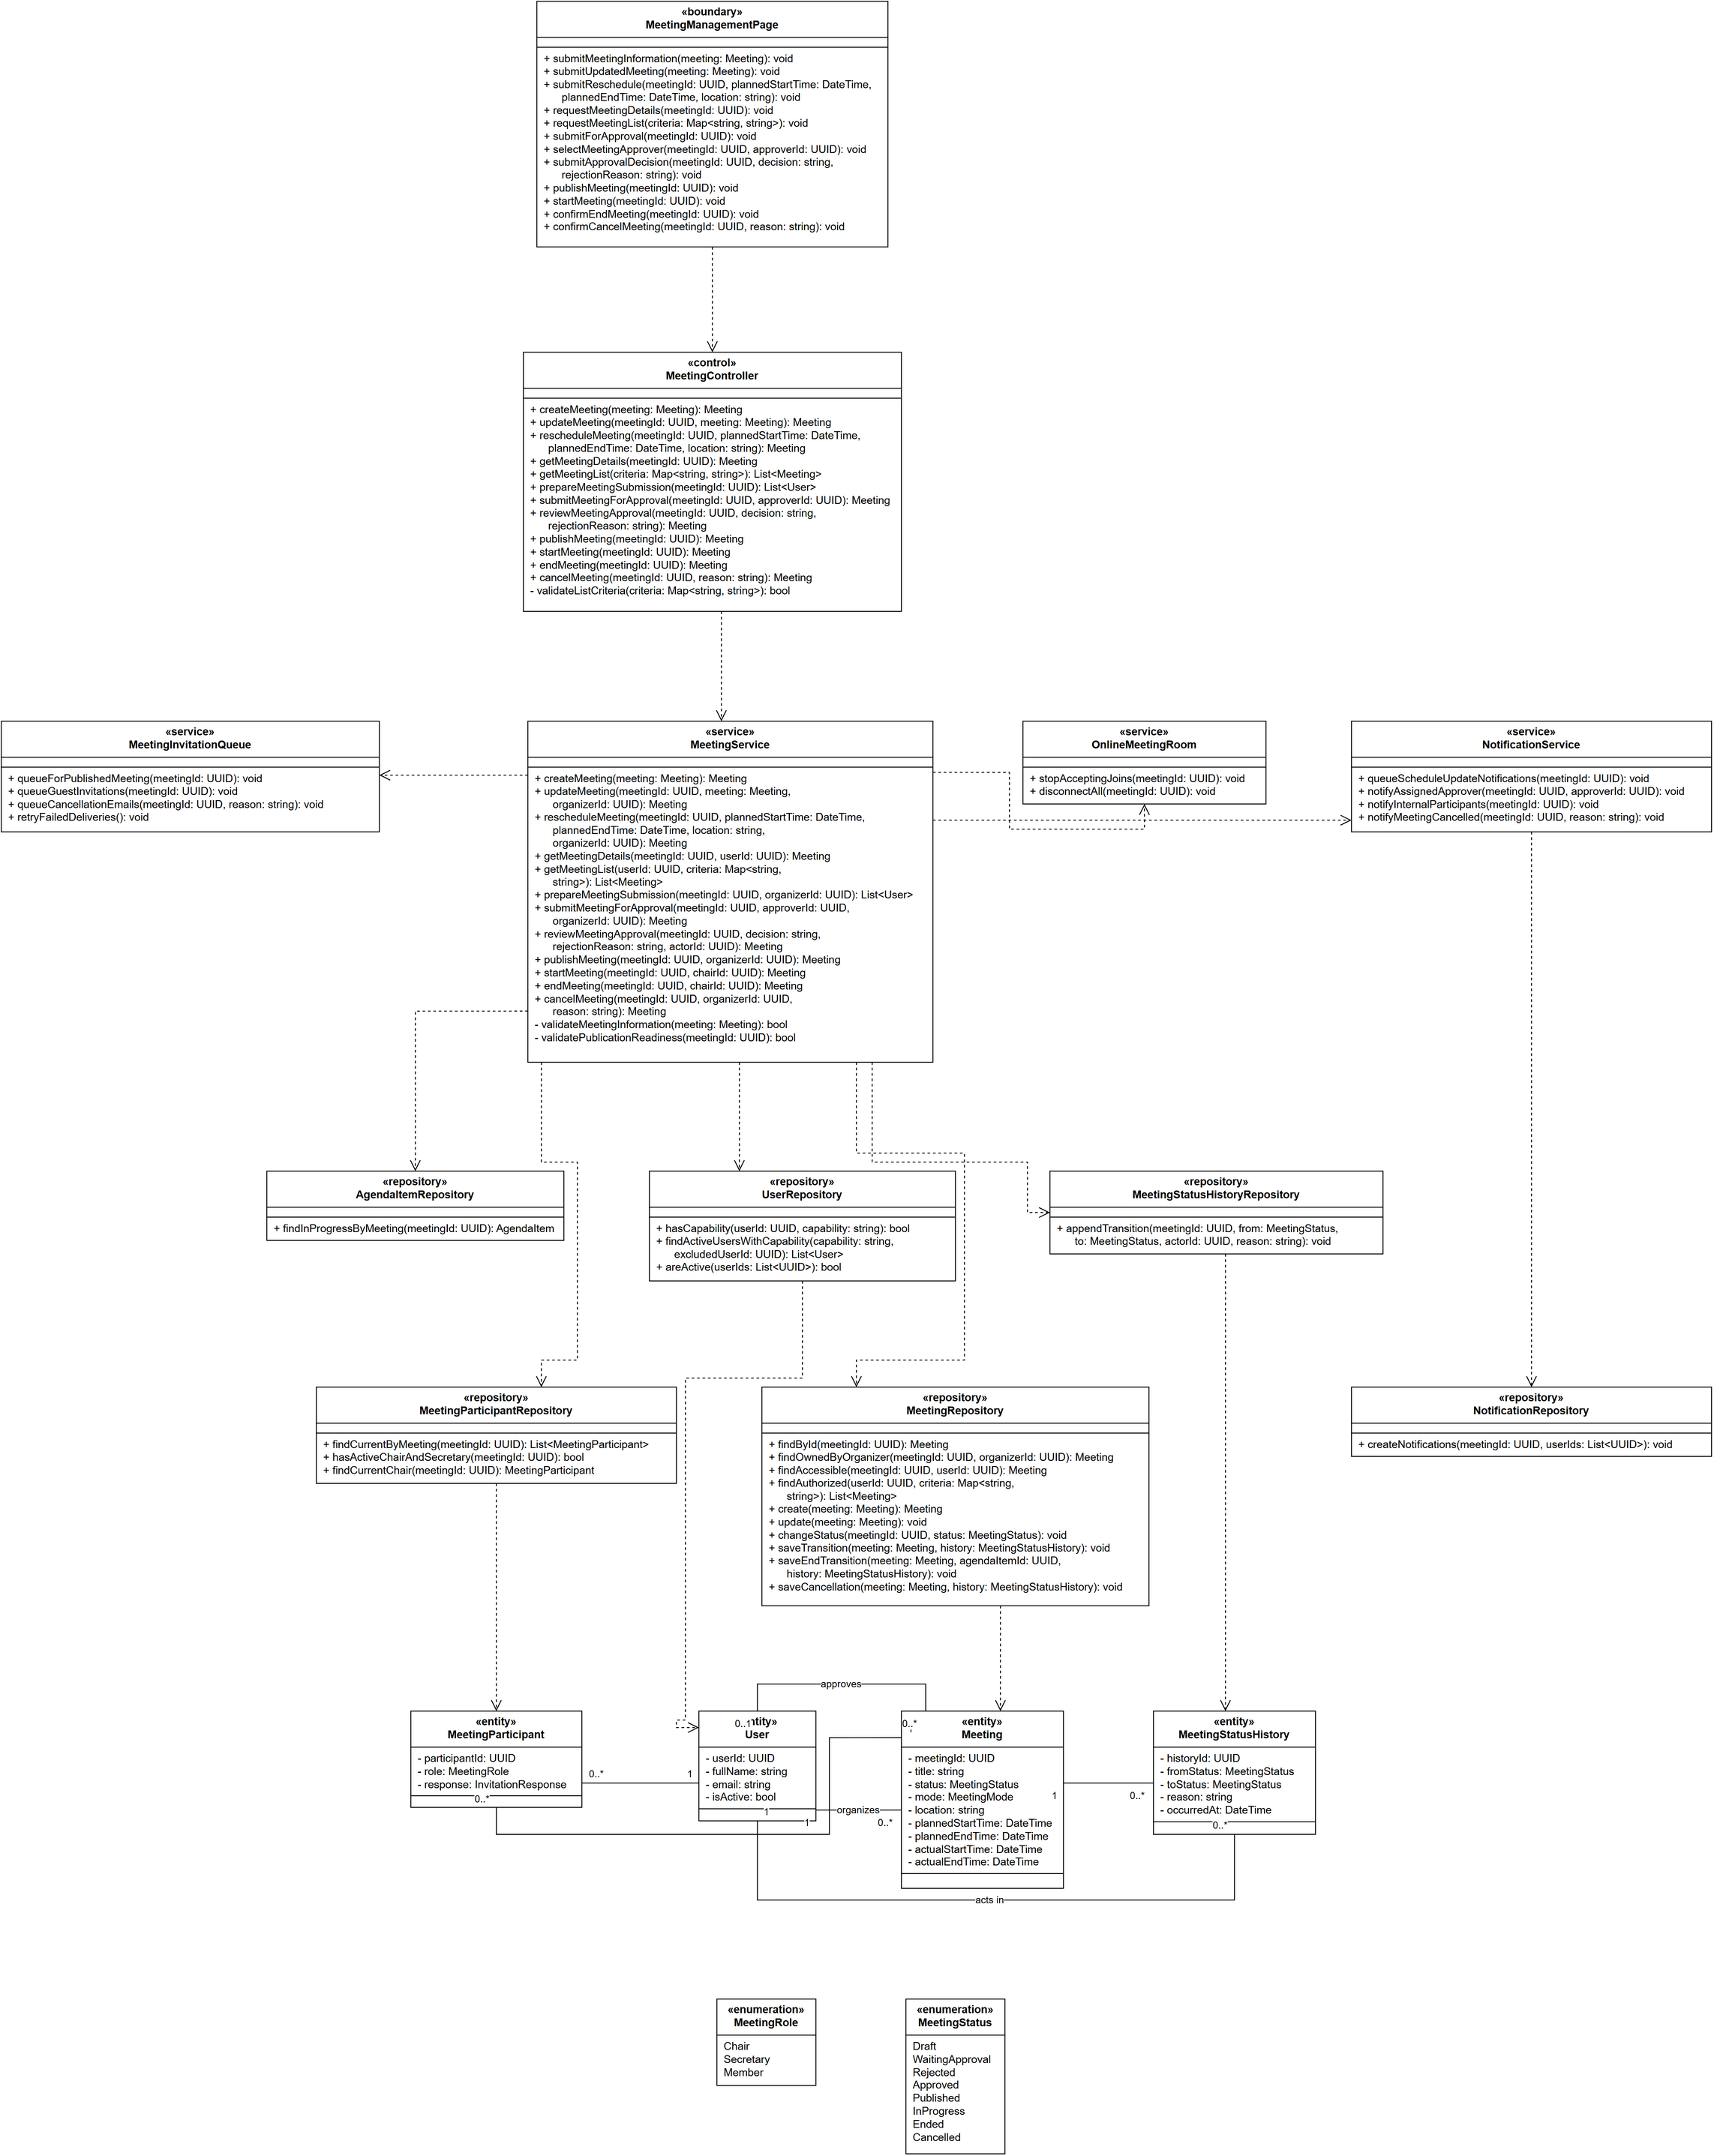 «boundary»
MeetingManagementPage
+ submitMeetingInformation(meeting: Meeting): void
+ submitUpdatedMeeting(meeting: Meeting): void
+ submitReschedule(meetingId: UUID, plannedStartTime: DateTime,
plannedEndTime: DateTime, location: string): void
+ requestMeetingDetails(meetingId: UUID): void
+ requestMeetingList(criteria: Map<string, string>): void
+ submitForApproval(meetingId: UUID): void
+ selectMeetingApprover(meetingId: UUID, approverId: UUID): void
+ submitApprovalDecision(meetingId: UUID, decision: string,
rejectionReason: string): void
+ publishMeeting(meetingId: UUID): void
+ startMeeting(meetingId: UUID): void
+ confirmEndMeeting(meetingId: UUID): void
+ confirmCancelMeeting(meetingId: UUID, reason: string): void
«control»
MeetingController
+ createMeeting(meeting: Meeting): Meeting
+ updateMeeting(meetingId: UUID, meeting: Meeting): Meeting
+ rescheduleMeeting(meetingId: UUID, plannedStartTime: DateTime,
plannedEndTime: DateTime, location: string): Meeting
+ getMeetingDetails(meetingId: UUID): Meeting
+ getMeetingList(criteria: Map<string, string>): List<Meeting>
+ prepareMeetingSubmission(meetingId: UUID): List<User>
+ submitMeetingForApproval(meetingId: UUID, approverId: UUID): Meeting
+ reviewMeetingApproval(meetingId: UUID, decision: string,
rejectionReason: string): Meeting
+ publishMeeting(meetingId: UUID): Meeting
+ startMeeting(meetingId: UUID): Meeting
+ endMeeting(meetingId: UUID): Meeting
+ cancelMeeting(meetingId: UUID, reason: string): Meeting
- validateListCriteria(criteria: Map<string, string>): bool
«service»
MeetingInvitationQueue
+ queueForPublishedMeeting(meetingId: UUID): void
+ queueGuestInvitations(meetingId: UUID): void
+ queueCancellationEmails(meetingId: UUID, reason: string): void
+ retryFailedDeliveries(): void
«service»
MeetingService
+ createMeeting(meeting: Meeting): Meeting
+ updateMeeting(meetingId: UUID, meeting: Meeting,
organizerId: UUID): Meeting
+ rescheduleMeeting(meetingId: UUID, plannedStartTime: DateTime,
plannedEndTime: DateTime, location: string,
organizerId: UUID): Meeting
+ getMeetingDetails(meetingId: UUID, userId: UUID): Meeting
+ getMeetingList(userId: UUID, criteria: Map<string,
string>): List<Meeting>
+ prepareMeetingSubmission(meetingId: UUID, organizerId: UUID): List<User>
+ submitMeetingForApproval(meetingId: UUID, approverId: UUID,
organizerId: UUID): Meeting
+ reviewMeetingApproval(meetingId: UUID, decision: string,
rejectionReason: string, actorId: UUID): Meeting
+ publishMeeting(meetingId: UUID, organizerId: UUID): Meeting
+ startMeeting(meetingId: UUID, chairId: UUID): Meeting
+ endMeeting(meetingId: UUID, chairId: UUID): Meeting
+ cancelMeeting(meetingId: UUID, organizerId: UUID,
reason: string): Meeting
- validateMeetingInformation(meeting: Meeting): bool
- validatePublicationReadiness(meetingId: UUID): bool
«service»
OnlineMeetingRoom
+ stopAcceptingJoins(meetingId: UUID): void
+ disconnectAll(meetingId: UUID): void
«service»
NotificationService
+ queueScheduleUpdateNotifications(meetingId: UUID): void
+ notifyAssignedApprover(meetingId: UUID, approverId: UUID): void
+ notifyInternalParticipants(meetingId: UUID): void
+ notifyMeetingCancelled(meetingId: UUID, reason: string): void
«repository»
AgendaItemRepository
+ findInProgressByMeeting(meetingId: UUID): AgendaItem
«repository»
UserRepository
+ hasCapability(userId: UUID, capability: string): bool
+ findActiveUsersWithCapability(capability: string,
excludedUserId: UUID): List<User>
+ areActive(userIds: List<UUID>): bool
«repository»
MeetingStatusHistoryRepository
+ appendTransition(meetingId: UUID, from: MeetingStatus,
to: MeetingStatus, actorId: UUID, reason: string): void
«repository»
MeetingParticipantRepository
+ findCurrentByMeeting(meetingId: UUID): List<MeetingParticipant>
+ hasActiveChairAndSecretary(meetingId: UUID): bool
+ findCurrentChair(meetingId: UUID): MeetingParticipant
«repository»
MeetingRepository
+ findById(meetingId: UUID): Meeting
+ findOwnedByOrganizer(meetingId: UUID, organizerId: UUID): Meeting
+ findAccessible(meetingId: UUID, userId: UUID): Meeting
+ findAuthorized(userId: UUID, criteria: Map<string,
string>): List<Meeting>
+ create(meeting: Meeting): Meeting
+ update(meeting: Meeting): void
+ changeStatus(meetingId: UUID, status: MeetingStatus): void
+ saveTransition(meeting: Meeting, history: MeetingStatusHistory): void
+ saveEndTransition(meeting: Meeting, agendaItemId: UUID,
history: MeetingStatusHistory): void
+ saveCancellation(meeting: Meeting, history: MeetingStatusHistory): void
«repository»
NotificationRepository
+ createNotifications(meetingId: UUID, userIds: List<UUID>): void
approves
«entity»
MeetingParticipant
- participantId: UUID
- role: MeetingRole
- response: InvitationResponse
0..*
0..*
1
0..1
User
- userId: UUID
- fullName: string
- email: string
- isActive: bool
1
1
organizes
0..*
0..*
«entity»
Meeting
- meetingId: UUID
- title: string
- status: MeetingStatus
- mode: MeetingMode
- location: string
- plannedStartTime: DateTime
- plannedEndTime: DateTime
- actualStartTime: DateTime
- actualEndTime: DateTime
1
0..*
«entity»
MeetingStatusHistory
- historyId: UUID
- fromStatus: MeetingStatus
- toStatus: MeetingStatus
- reason: string
- occurredAt: DateTime
0..*
acts in
«enumeration»
MeetingRole
Chair
Secretary
Member
«enumeration»
MeetingStatus
Draft
WaitingApproval
Rejected
Approved
Published
InProgress
Ended
Cancelled